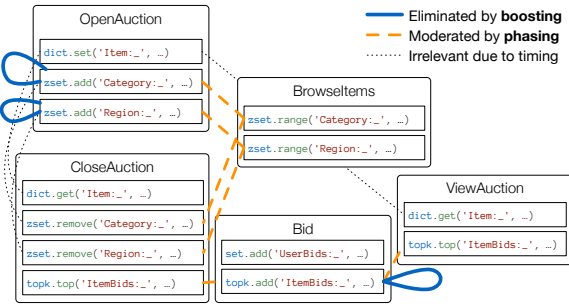 OpenAuction
dict.set('Item:_', …)
zset.add('Category:_', …)
zset.add('Region:_', …)
Eliminated by boosting
Moderated by phasing
Irrelevant due to timing
BrowseItems
zset.range('Category:_', …)
zset.range('Region:_', …)
CloseAuction
dict.get('Item:_', …)
zset.remove('Category:_', …)
zset.remove('Region:_', …)
topk.top('ItemBids:_', …)
Bid
set.add('UserBids:_', …)
topk.add('ItemBids:_', …)
ViewAuction
dict.get('Item:_', …)
topk.top('ItemBids:_', …)